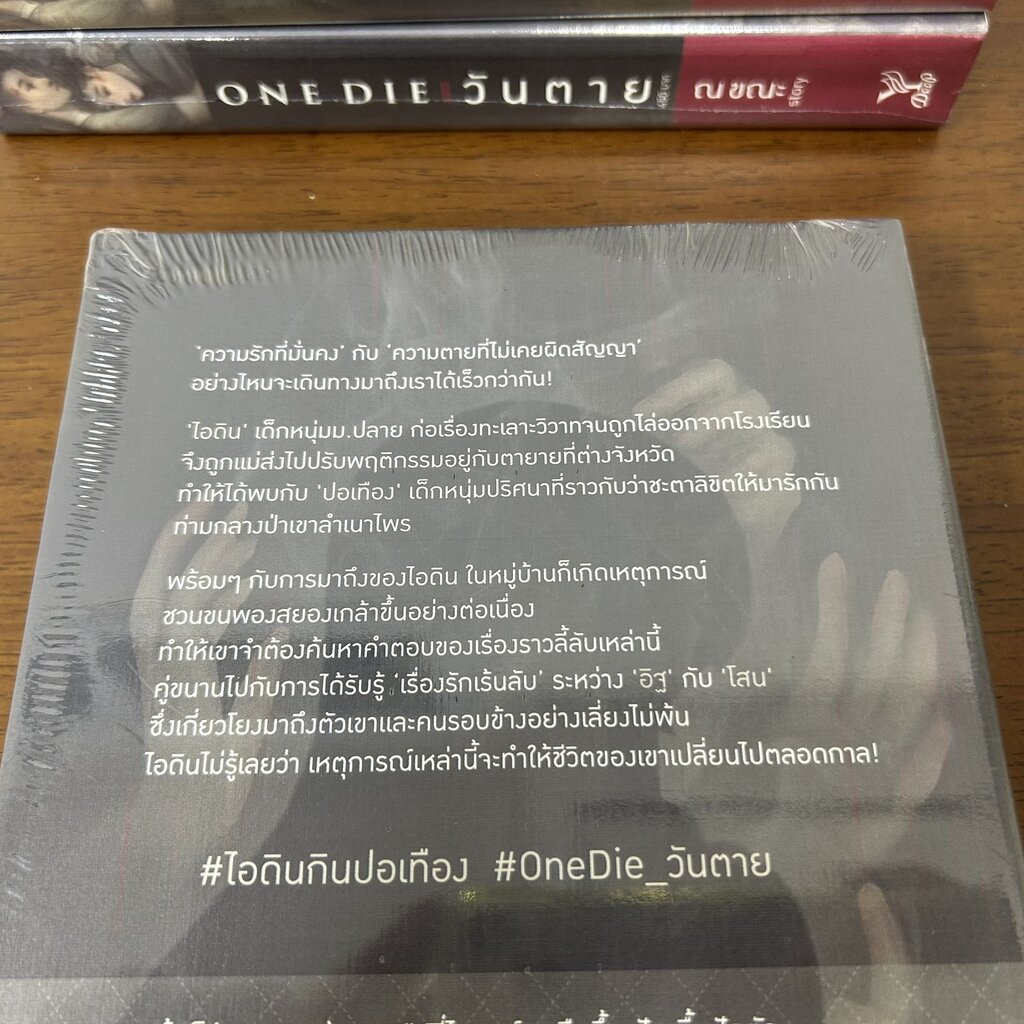 ONE DIE วันตาย ณขณะ story Deep
'ความรักที่มั่นคง' กับ 'ความตายที่ไม่เคยผิดสัญญา'
อย่างไหนจะเดินทางมาถึงเราได้เร็วกว่ากัน!
'ไอดิน' เด็กหนุ่มม.ปลาย ก่อเรื่องทะเลาะวิวาทจนถูกไล่ออกจากโรงเรียน
จึงถูกแม่ส่งไปปรับพฤติกรรมอยู่กับตายายที่ต่างจังหวัด
ทำให้ได้พบกับ 'ปอเทือง' เด็กหนุ่มปริศนาที่ราวกับว่าชะตาลิขิตให้มารักกัน
ท่ามกลางป่าเขาลำเนาไพร
พร้อมๆ กับการมาถึงของไอดิน ในหมู่บ้านก็เกิดเหตุการณ์
ชวนขนพองสยองเกล้าขึ้นอย่างต่อเนื่อง
ทำให้เขาจำต้องค้นหาคำตอบของเรื่องราวลี้ลับเหล่านี้
คู่ขนานไปกับการได้รับรู้ 'เรื่องรักเร้นลับ' ระหว่าง 'อิฐ' กับ 'โสน'
ซึ่งเกี่ยวโยงมาถึงตัวเขาและคนรอบข้างอย่างเลี่ยงไม่พ้น
ไอดินไม่รู้เลยว่า เหตุการณ์เหล่านี้จะทำให้ชีวิตของเขาเปลี่ยนไปตลอดกาล!
#ไอดินกินปอเทือง #OneDie_วันตาย